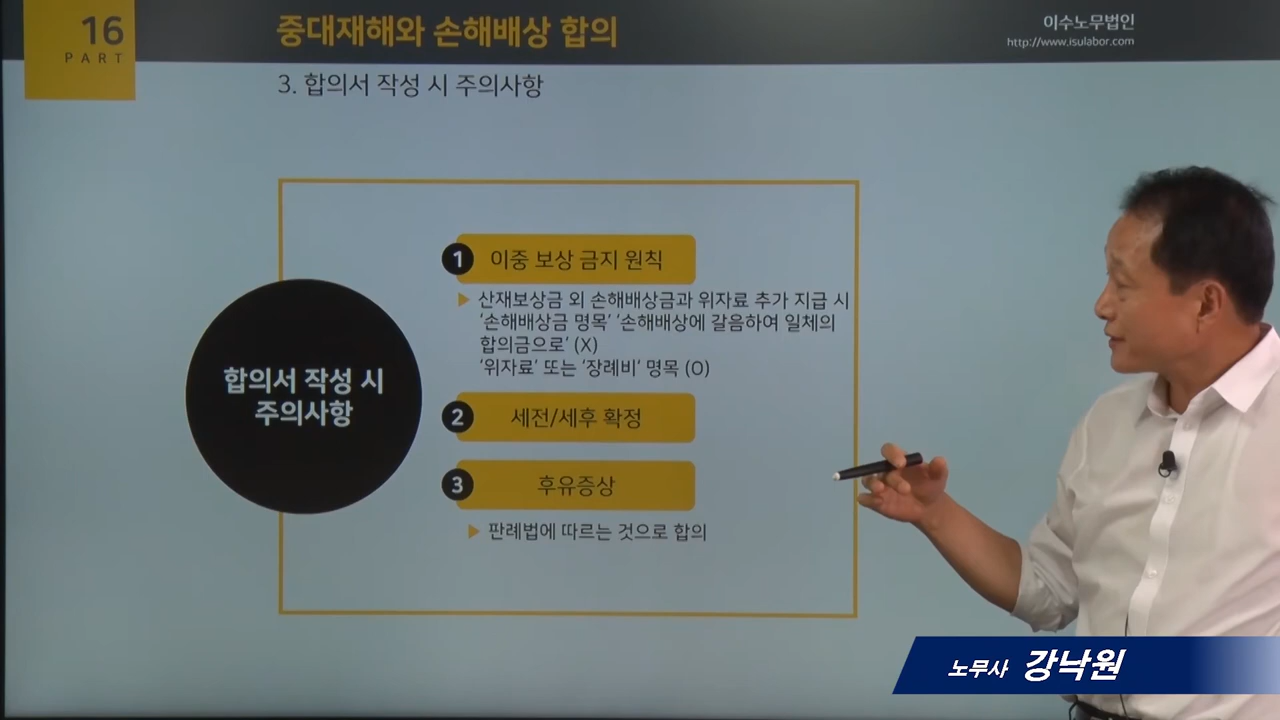 16
PART
중대재해와 손해배상 합의
이수노무법인
http://www.isulabor.com
3. 합의서 작성 시 주의사항
합의서 작성 시
주의사항
1 이중 보상 금지 원칙
▶ 산재보상금 외 손해배상금과 위자료 추가 지급 시
‘손해배상금 명목’ ‘손해배상에 갈음하여 일체의
합의금으로’ (X)
‘위자료’ 또는 ‘장례비‘ 명목 (O)
2 세전/세후 확정
3 후유증상
▶ 판례법에 따르는 것으로 합의
노무사 강낙원